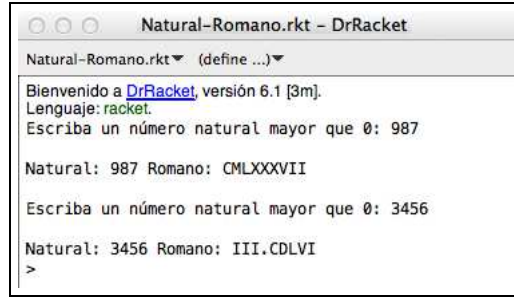 Natural-Romano.rkt - DrRacket
Natural-Romano.rkt▼ (define ...)▼
Bienvenido a DrRacket, versión 6.1 [3m].
Lenguaje: racket.
Escriba un número natural mayor que 0: 987
Natural: 987 Romano: CMLXXXVII
Escriba un número natural mayor que 0: 3456
Natural: 3456 Romano: III.CDLVI
>